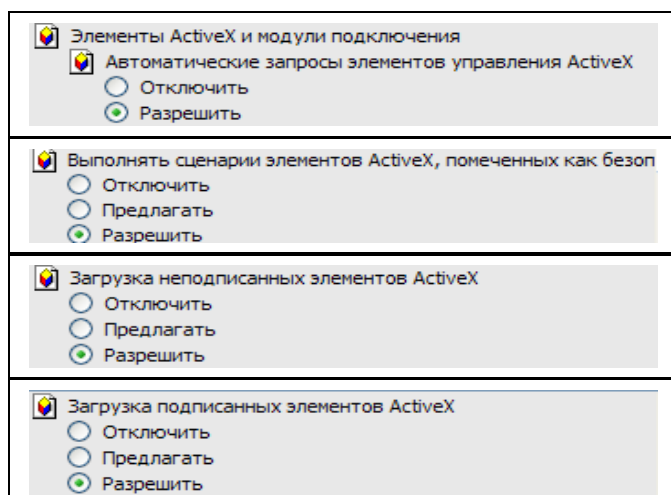 Элементы ActiveX и модули подключения
Автоматические запросы элементов управления ActiveX
Отключить
Разрешить
Выполнять сценарии элементов ActiveX, помеченных как безоп
Отключить
Предлагать
Разрешить
Загрузка неподписанных элементов ActiveX
Отключить
Предлагать
Разрешить
Загрузка подписанных элементов ActiveX
Отключить
Предлагать
Разрешить